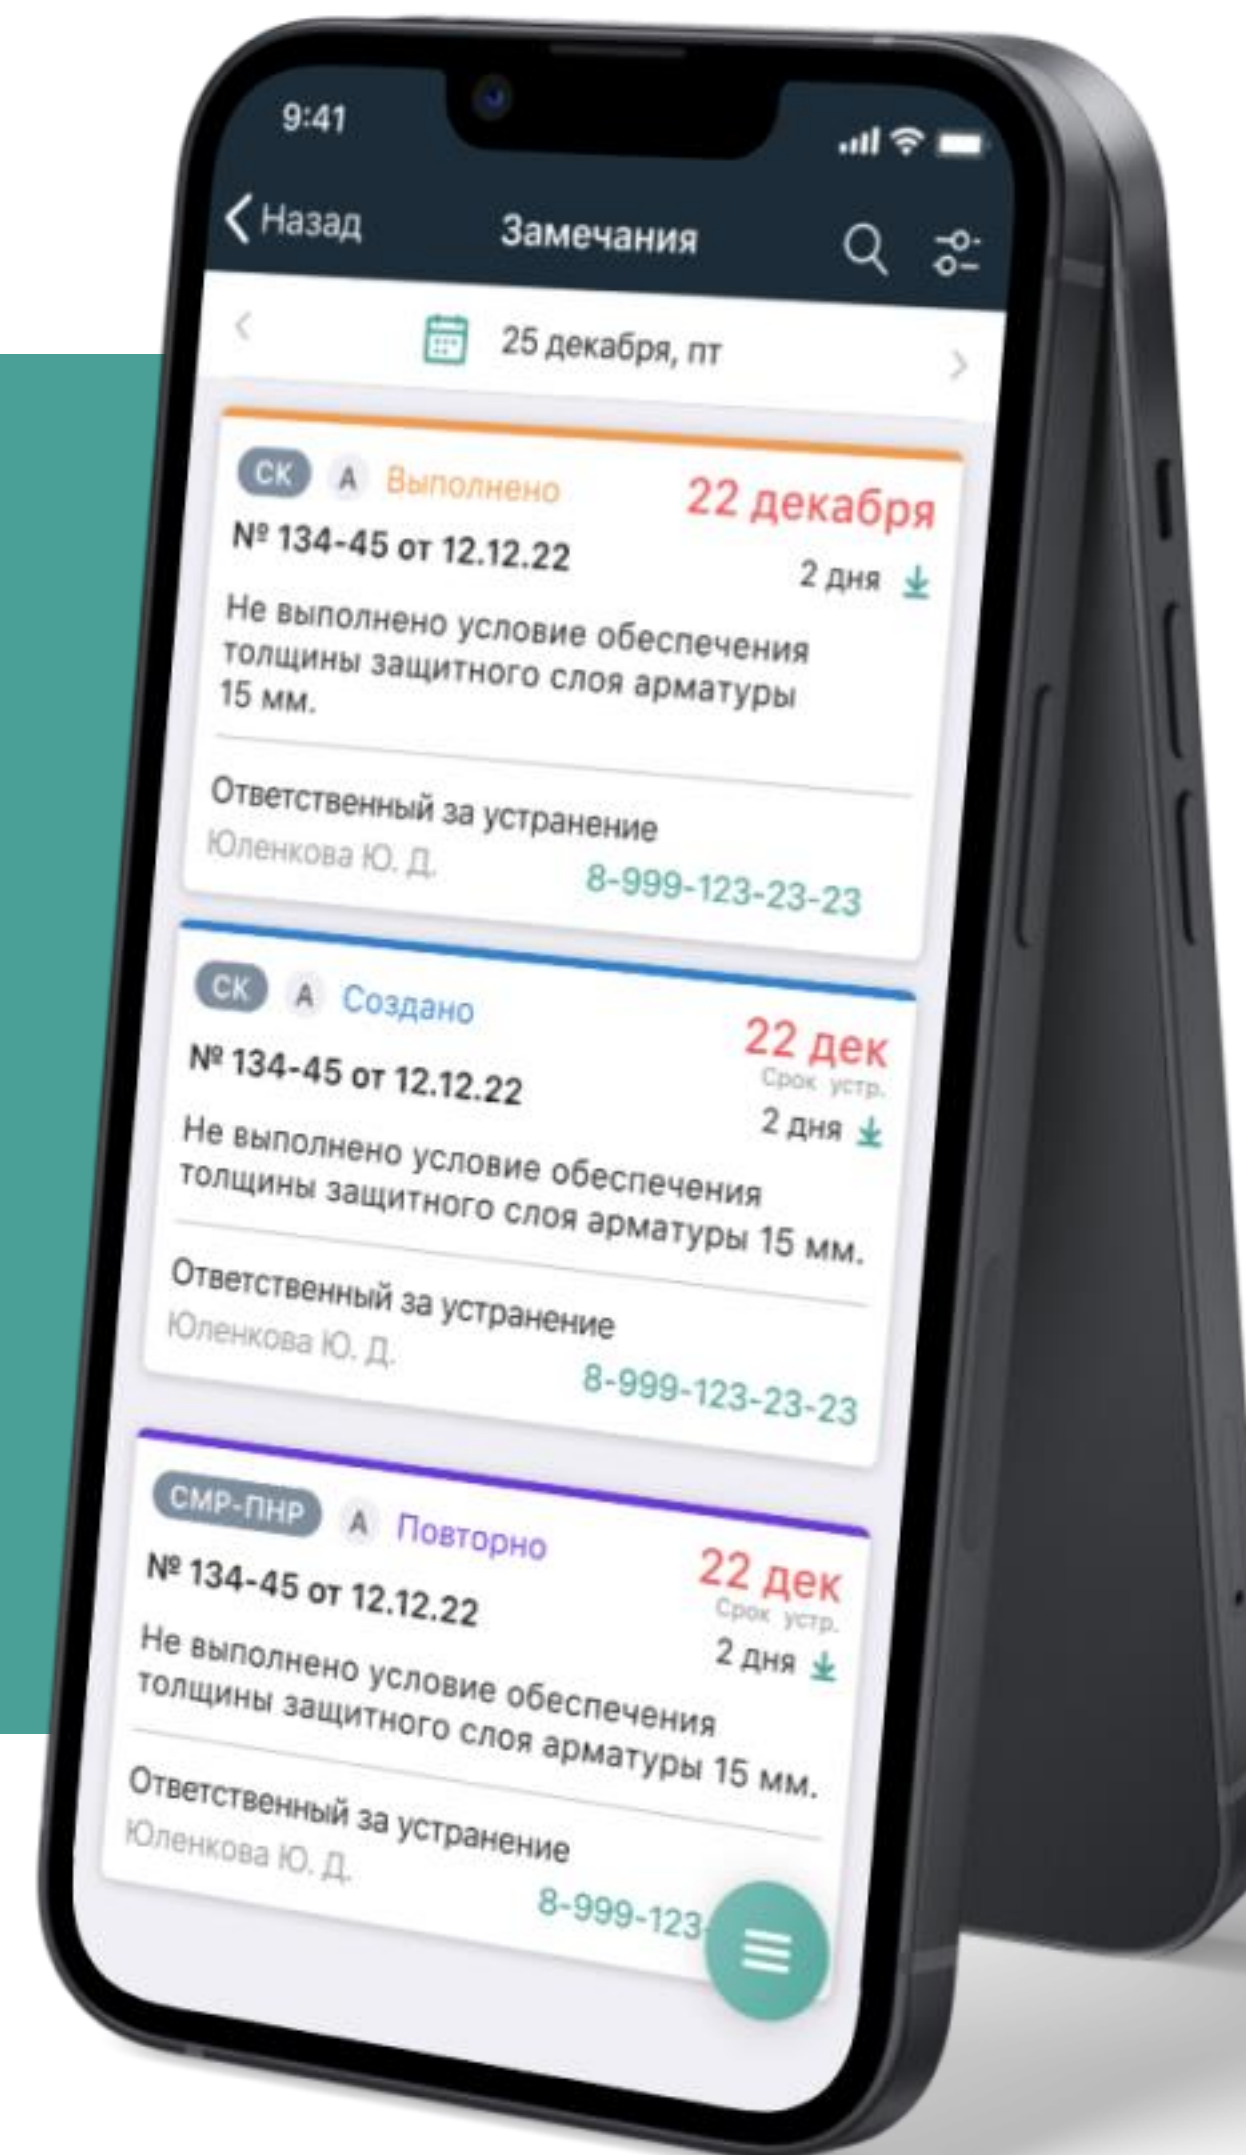 9:41
Назад
Замечания
25 декабря, пт
СК А Выполнено
22 декабря
№ 134-45 от 12.12.22
2 дня
Не выполнено условие обеспечения
толщины защитного слоя арматуры
15 мм.
Ответственный за устранение
Юленкова Ю. Д.
8-999-123-23-23
СК А Создано
22 дек
Срок устр.
№ 134-45 от 12.12.22
2 дня
Не выполнено условие обеспечения
толщины защитного слоя арматуры 15 мм.
Ответственный за устранение
Юленкова Ю. Д.
8-999-123-23-23
СМР-ПНР А Повторно
22 дек
Срок устр.
№ 134-45 от 12.12.22
2 дня
Не выполнено условие обеспечения
толщины защитного слоя арматуры 15 мм.
Ответственный за устранение
Юленкова Ю. Д.
8-999-123-